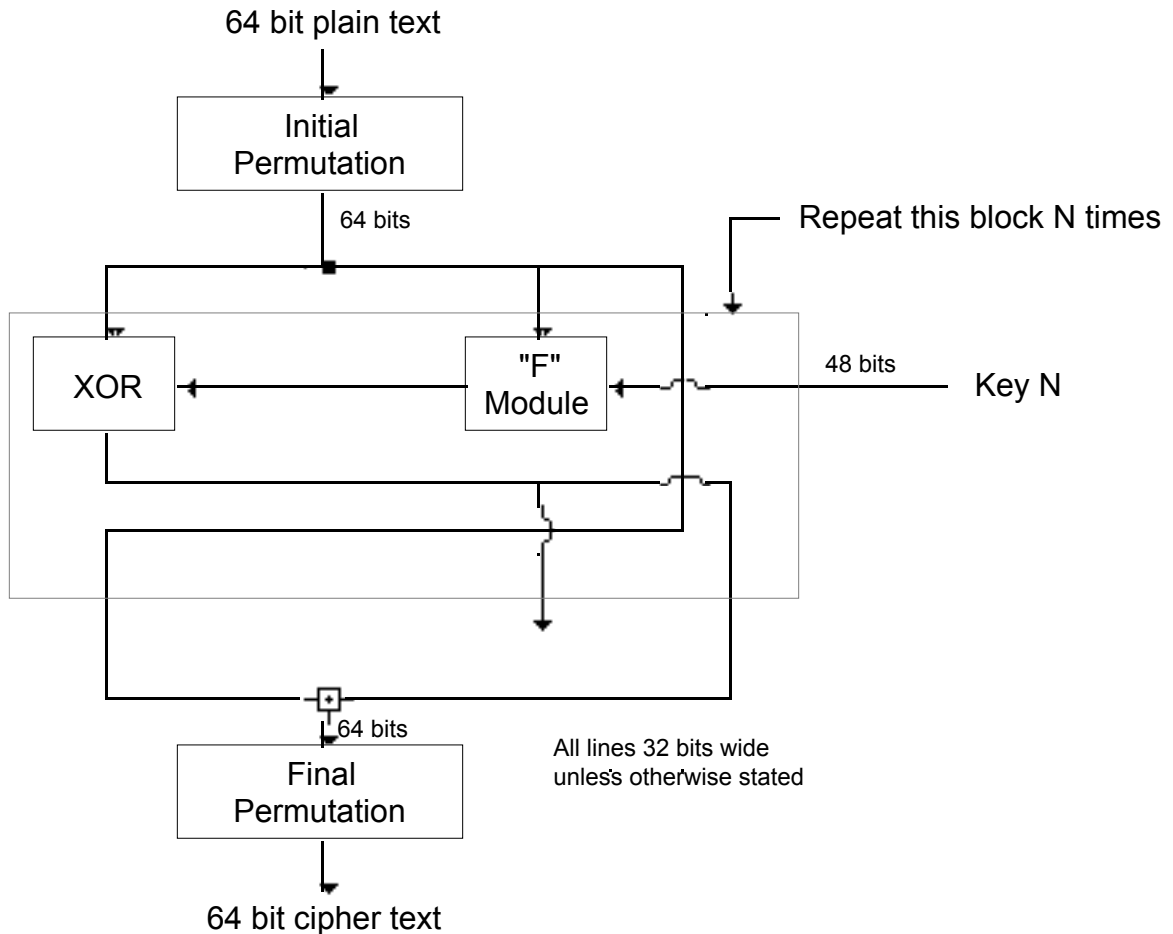 64 bit plain text
Initial
Permutation
64 bits
Repeat this block N times
XOR
"F"
Module
48 bits
Key N
64 bits
All lines 32 bits wide
unless otherwise stated
Final
Permutation
64 bit cipher text